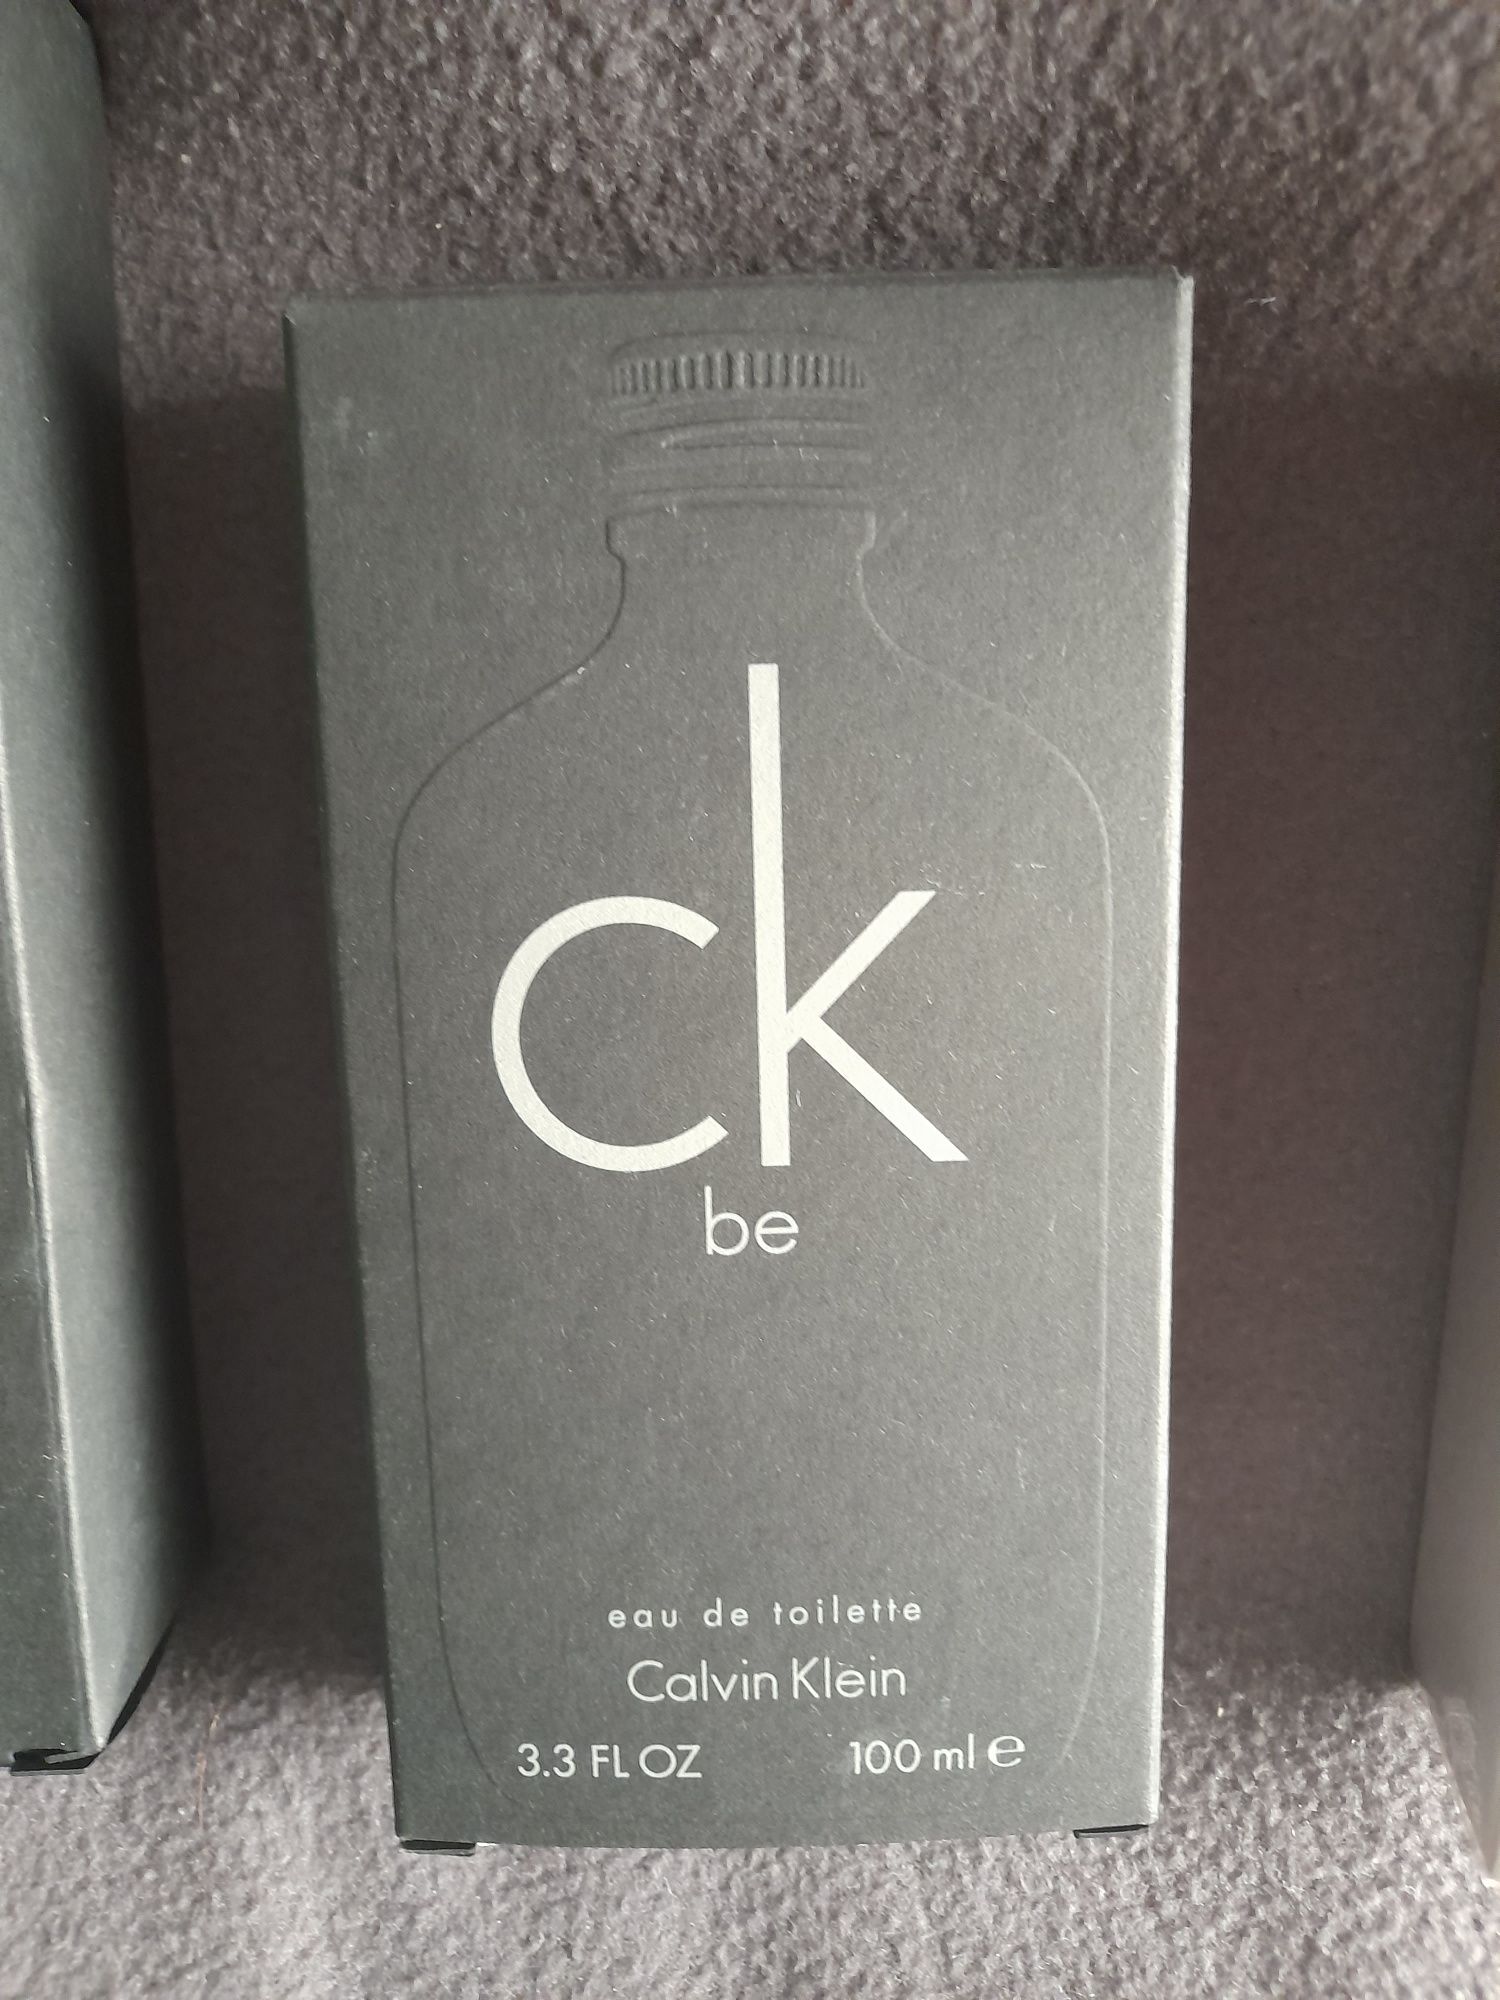 ck
be
eau de toilette
Calvin Klein
3.3 FL OZ 100 ml e